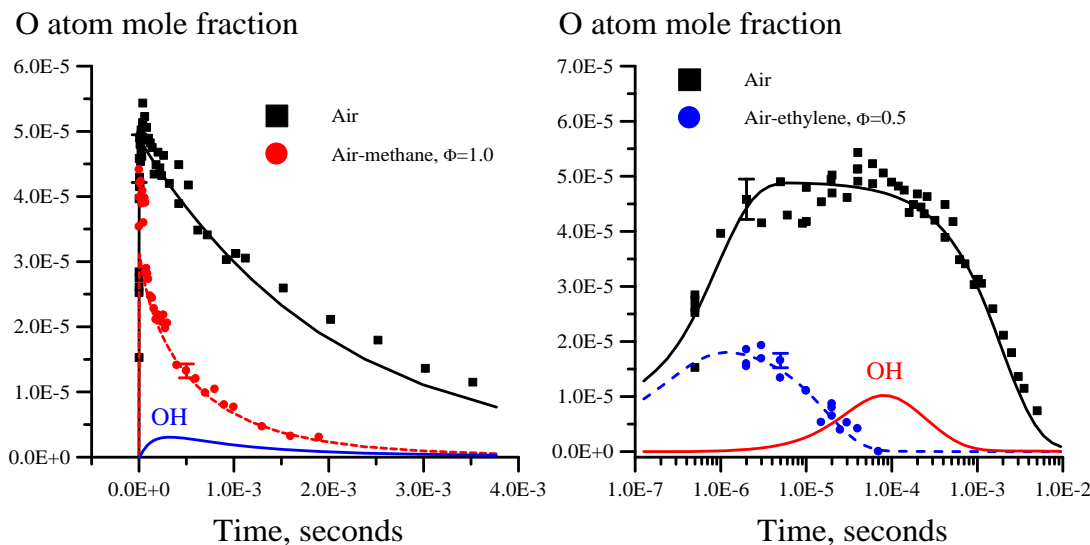 O atom mole fraction
6.0E-5
5.0E-5
4.0E-5
3.0E-5
2.0E-5
1.0E-5
0.0E+0
Air
Air-methane, Φ=1.0
OH
0.0E+0 1.0E-3 2.0E-3 3.0E-3 4.0E-3
Time, seconds
O atom mole fraction
7.0E-5
6.0E-5
5.0E-5
4.0E-5
3.0E-5
2.0E-5
1.0E-5
0.0E+0
Air
Air-ethylene, Φ=0.5
OH
1.0E-7 1.0E-6 1.0E-5 1.0E-4 1.0E-3 1.0E-2
Time, seconds